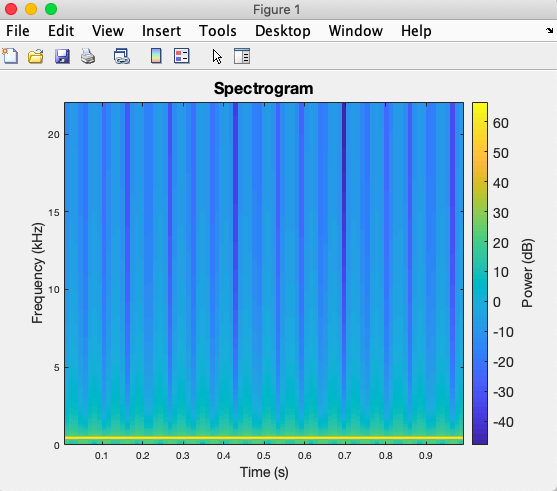 Figure 1
File Edit View Insert Tools Desktop Window Help
Spectrogram
Frequency (kHz)
20
15
10
5
0
0.1 0.2 0.3 0.4 0.5 0.6 0.7 0.8 0.9
Time (s)
60
50
40
30
20
10
0
-10
-20
-30
-40
Power (dB)